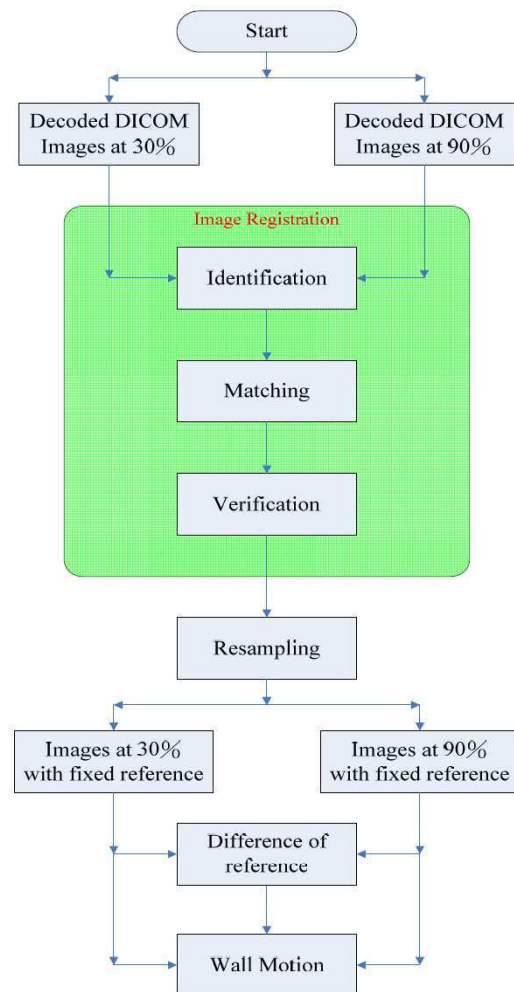 Start
Decoded DICOM
Images at 30%
Decoded DICOM
Images at 90%
Image Registration
Identification
Matching
Verification
Resampling
Images at 30%
with fixed reference
Images at 90%
with fixed reference
Difference of
reference
Wall Motion